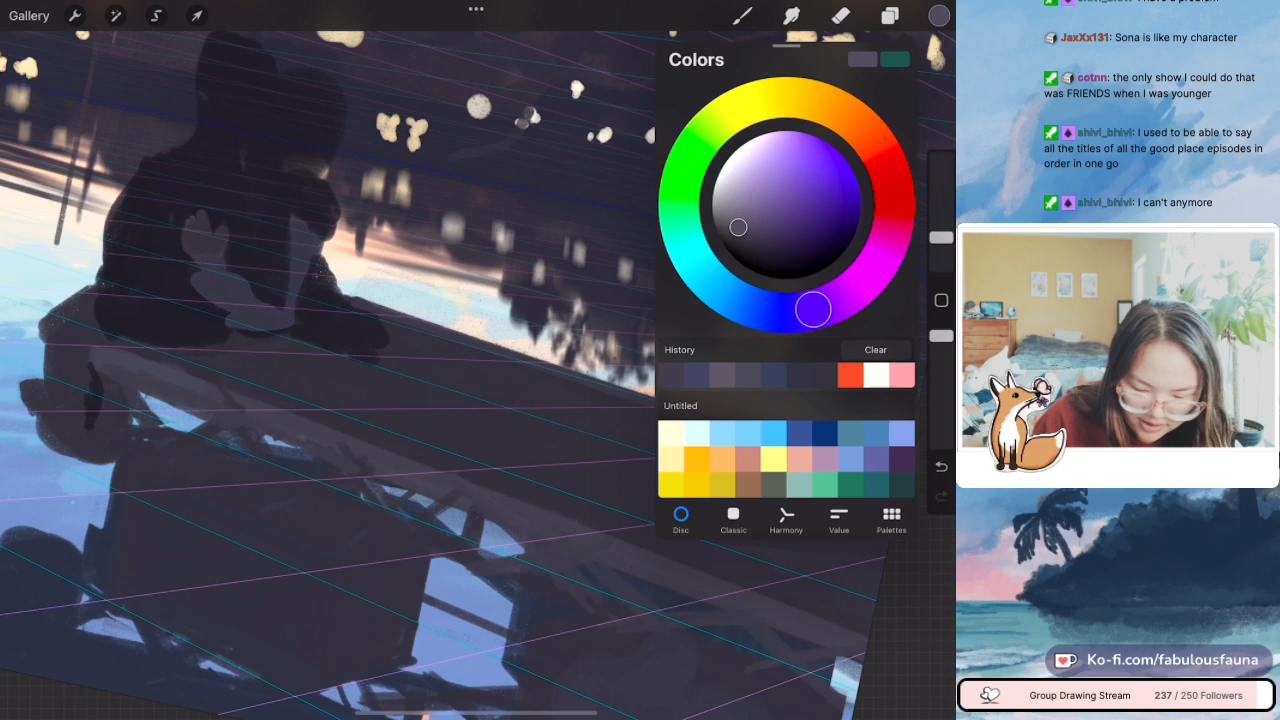 Gallery
Colors
History
Clear
Untitled
Disc
Classic
Harmony
Value
Palettes
JaxXx131: Sona is like my character
cotnn: the only show I could do that
was FRIENDS when I was younger
shivi_bhivi: I used to be able to say
all the titles of all the good place episodes in
order in one go
shivi_bhivi: I can't anymore
Ko-fi.com/fabulousfauna
Group Drawing Stream 237 / 250 Followers